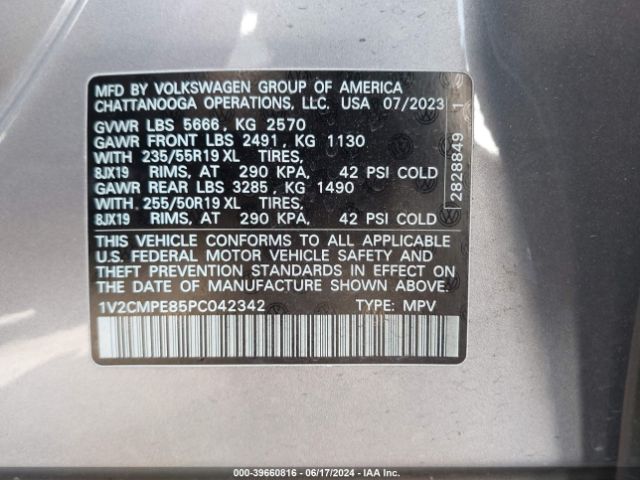 MFD BY VOLKSWAGEN GROUP OF AMERICA
CHATTANOOGA OPERATIONS, LLC. USA 07/2023
GVWR LBS 5666, KG 2570
GAWR FRONT LBS 2491, KG 1130
WITH 235/55R19 XL TIRES,
8JX19 RIMS, AT 290 KPA, 42 PSI COLD
GAWR REAR LBS 3285, KG 1490
WITH 255/50R19 XL TIRES,
8JX19 RIMS, AT 290 KPA, 42 PSI COLD
THIS VEHICLE CONFORMS TO ALL APPLICABLE
U.S. FEDERAL MOTOR VEHICLE SAFETY AND
THEFT PREVENTION STANDARDS IN EFFECT ON
THE DATE OF MANUFACTURE SHOWN ABOVE.
1V2CMPE85PC042342 TYPE: MPV
2828849 1
000-39660816 - 06/17/2024 - IAA Inc.